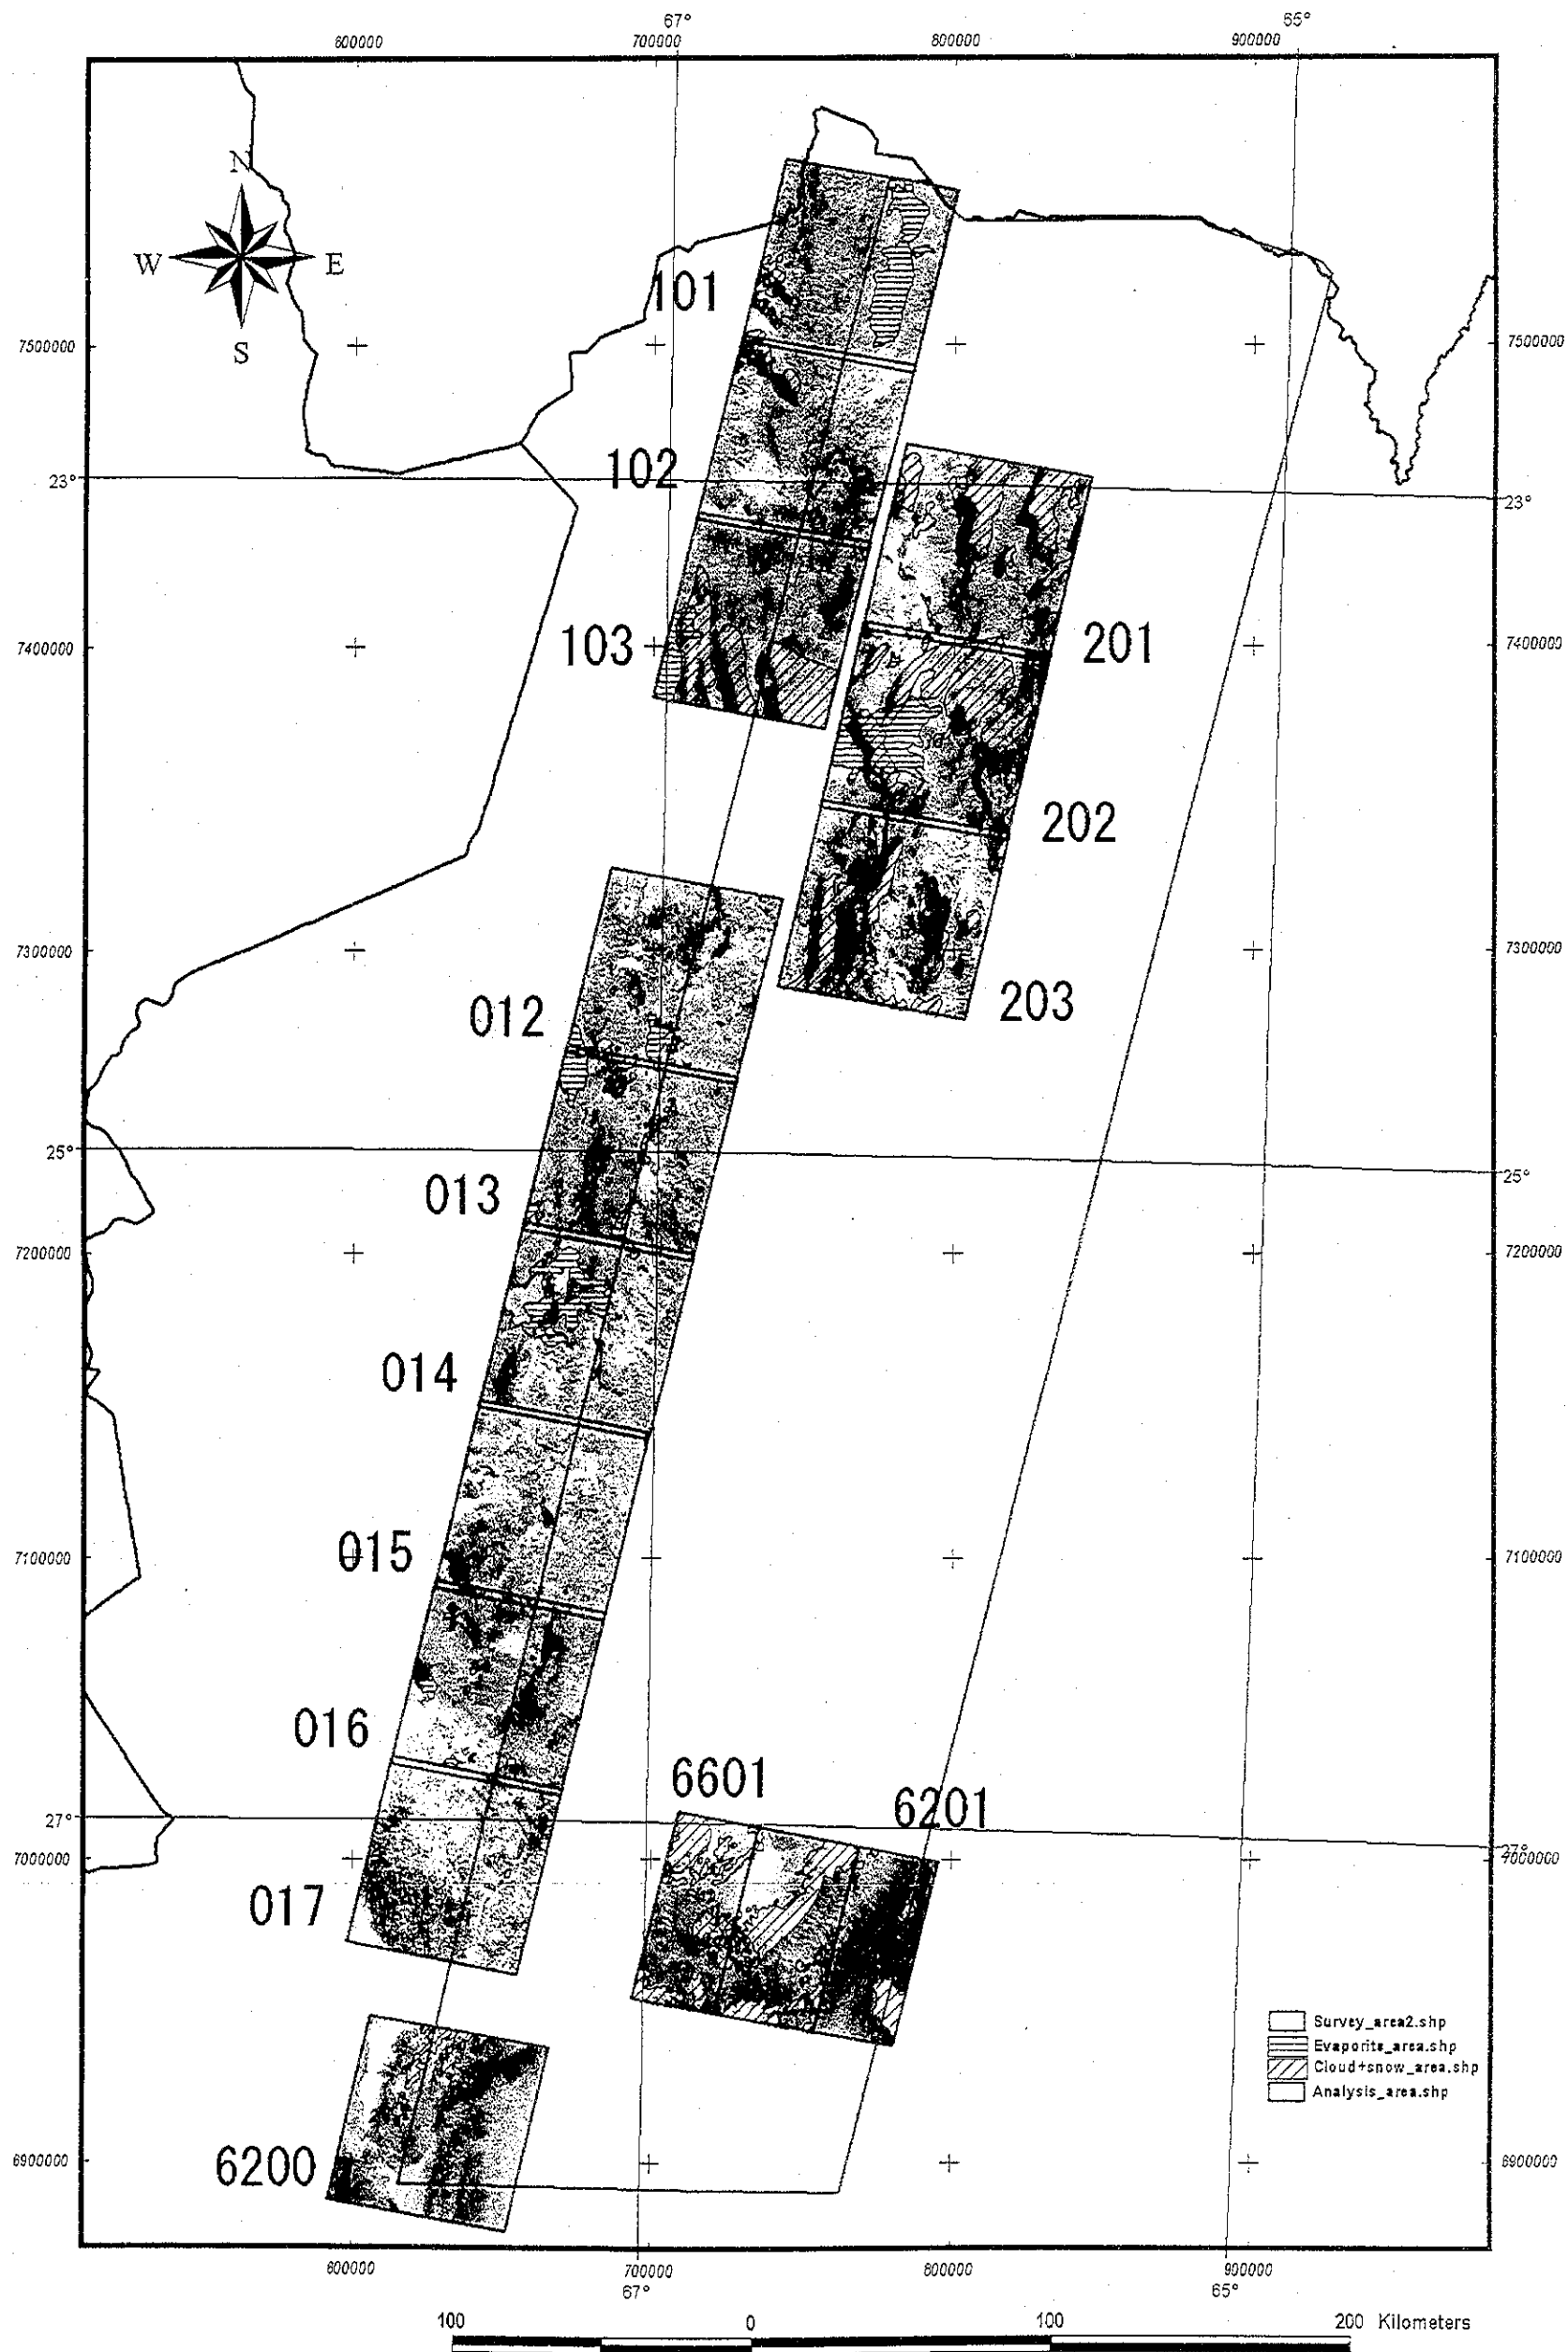 67° 65°
600000 700000 800000 900000
N
W E
S
101
7500000 7500000
102
23° 23°
103
201
7400000 7400000
202
7300000 7300000
203
012
25° 25°
013
7200000 7200000
014
015
7100000 7100000
016
6601
6201
27° 27°
7000000 7000000
017
Survey_area2.shp
Evaporite_area.shp
Cloud+snow_area.shp
Analysis_area.shp
6200
6900000 6900000
600000 700000 800000 900000
67° 65°
100 0 100 200 Kilometers